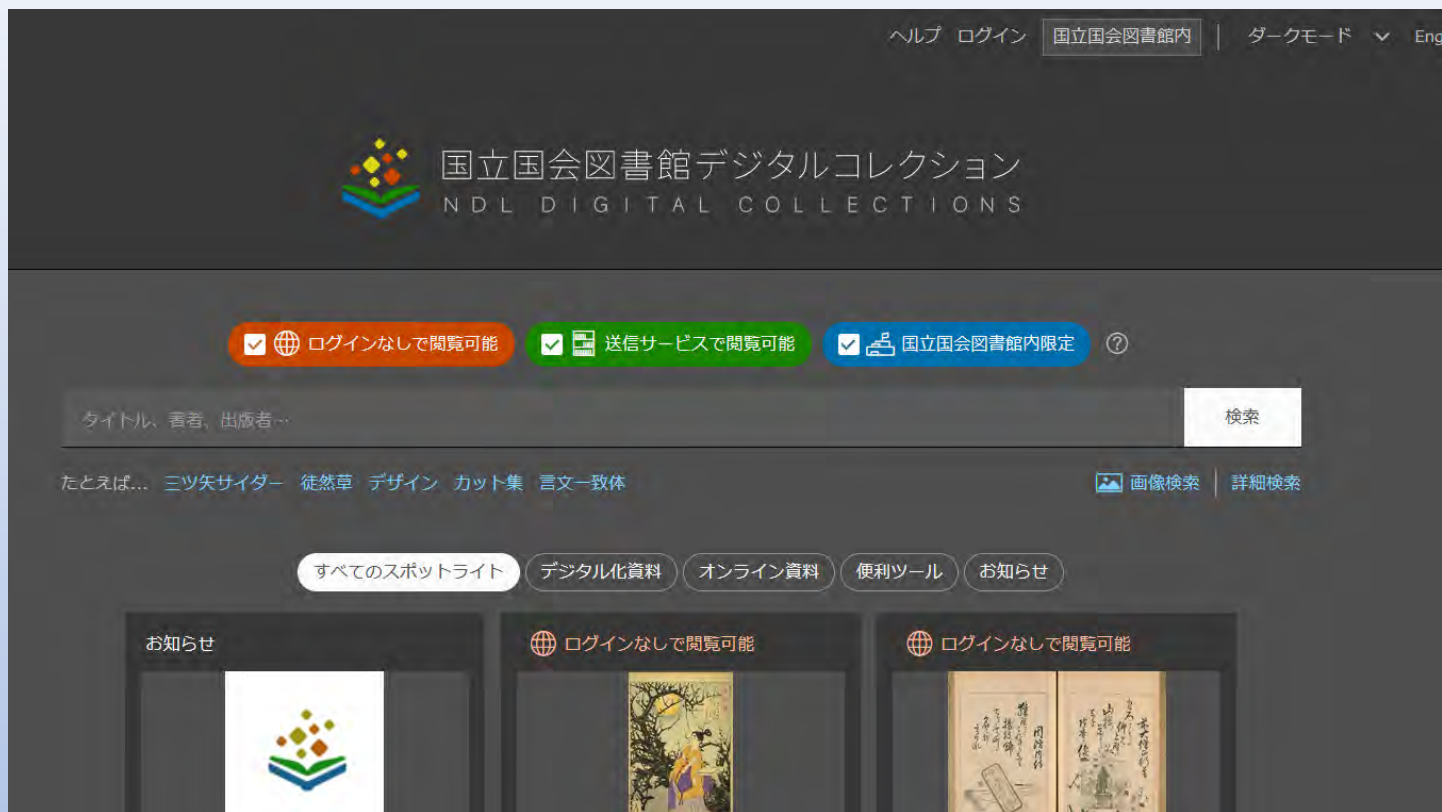 ヘルプ ログイン 国立国会図書館内 ダークモード Eng
国立国会図書館デジタルコレクション
NDL DIGITAL COLLECTIONS
ログインなしで閲覧可能 送信サービスで閲覧可能 国立国会図書館内限定
タイトル、著者、出版者… 検索
たとえば... 三ツ矢サイダー 徒然草 デザイン カット集 言文一致体 画像検索 詳細検索
すべてのスポットライト デジタル化資料 オンライン資料 便利ツール お知らせ
お知らせ ログインなしで閲覧可能 ログインなしで閲覧可能